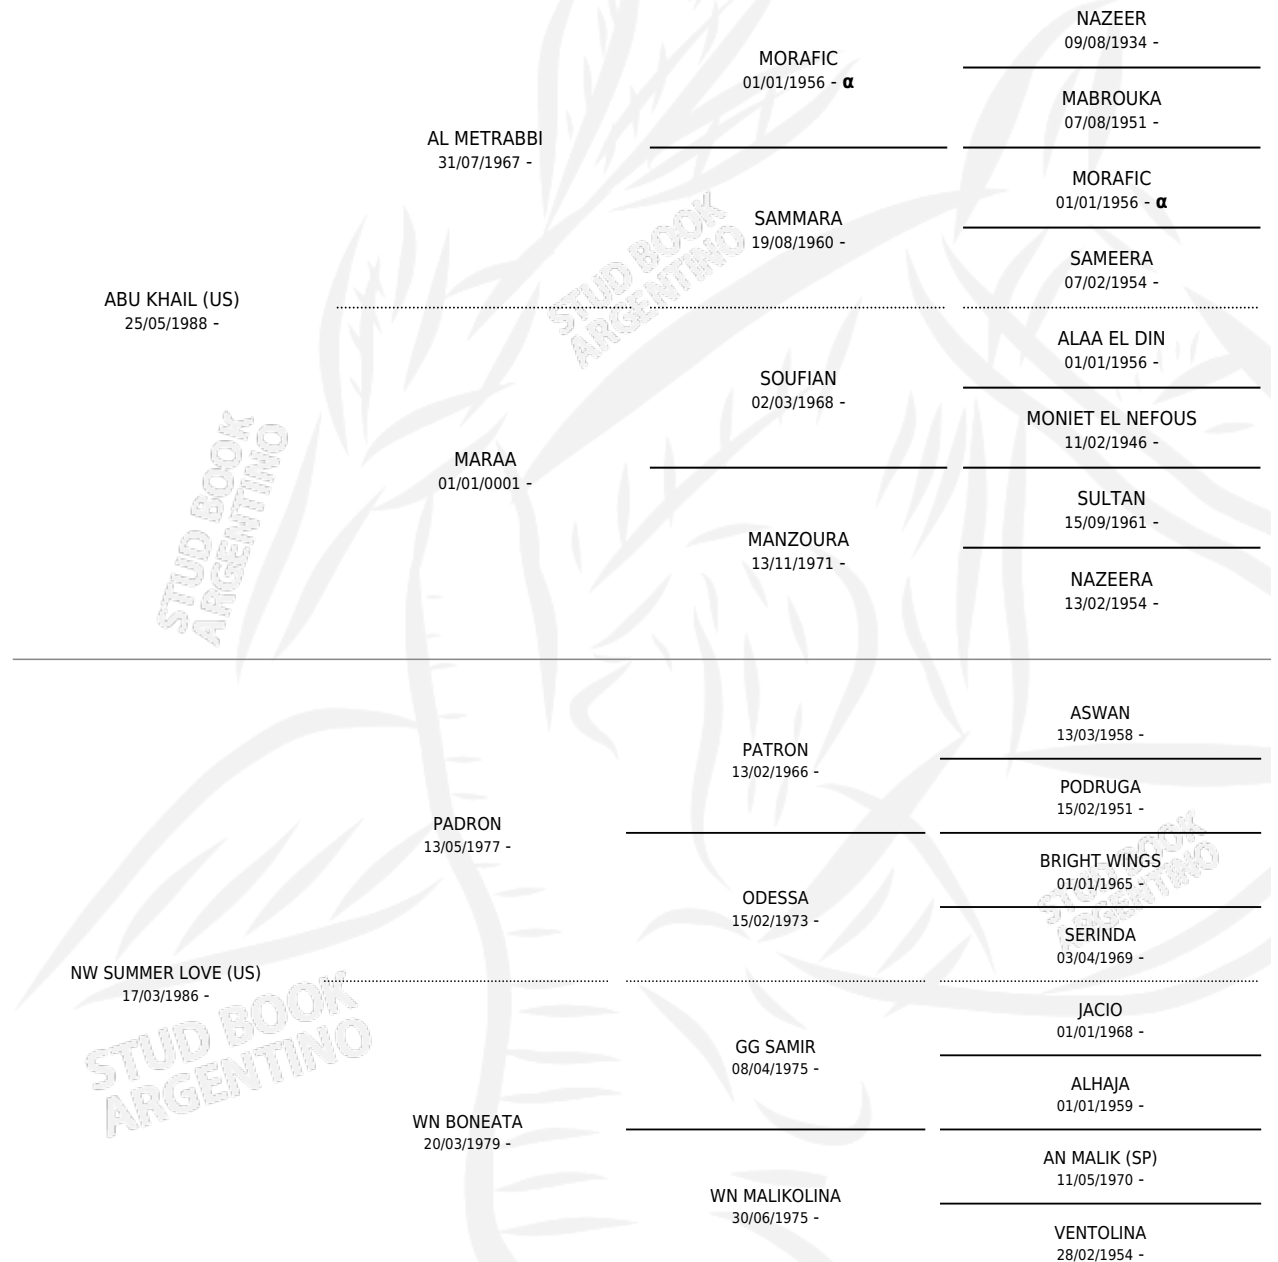 NAZEER
09/08/1934 -
MORAFIC
01/01/1956 - α
MABROUKA
07/08/1951 -
AL METRABBI
31/07/1967 -
MORAFIC
01/01/1956 - α
SAMMARA
19/08/1960 -
SAMEERA
07/02/1954 -
ABU KHAIL (US)
25/05/1988 -
ALAA EL DIN
01/01/1956 -
SOUFIAN
02/03/1968 -
MONIET EL NEFOUS
11/02/1946 -
MARAA
01/01/0001 -
SULTAN
15/09/1961 -
MANZOURA
13/11/1971 -
NAZEERA
13/02/1954 -
ASWAN
13/03/1958 -
PATRON
13/02/1966 -
PODRUGA
15/02/1951 -
PADRON
13/05/1977 -
BRIGHT WINGS
01/01/1965 -
ODESSA
15/02/1973 -
SERINDA
03/04/1969 -
NW SUMMER LOVE (US)
17/03/1986 -
JACIO
01/01/1968 -
GG SAMIR
08/04/1975 -
ALHAJA
01/01/1959 -
WN BONEATA
20/03/1979 -
AN MALIK (SP)
11/05/1970 -
WN MALIKOLINA
30/06/1975 -
VENTOLINA
28/02/1954 -
STUD BOOK
ARGENTINO
STUD BOOK
ARGENTINO
STUD BOOK
ARGENTINO
STUD BOOK
ARGENTINO